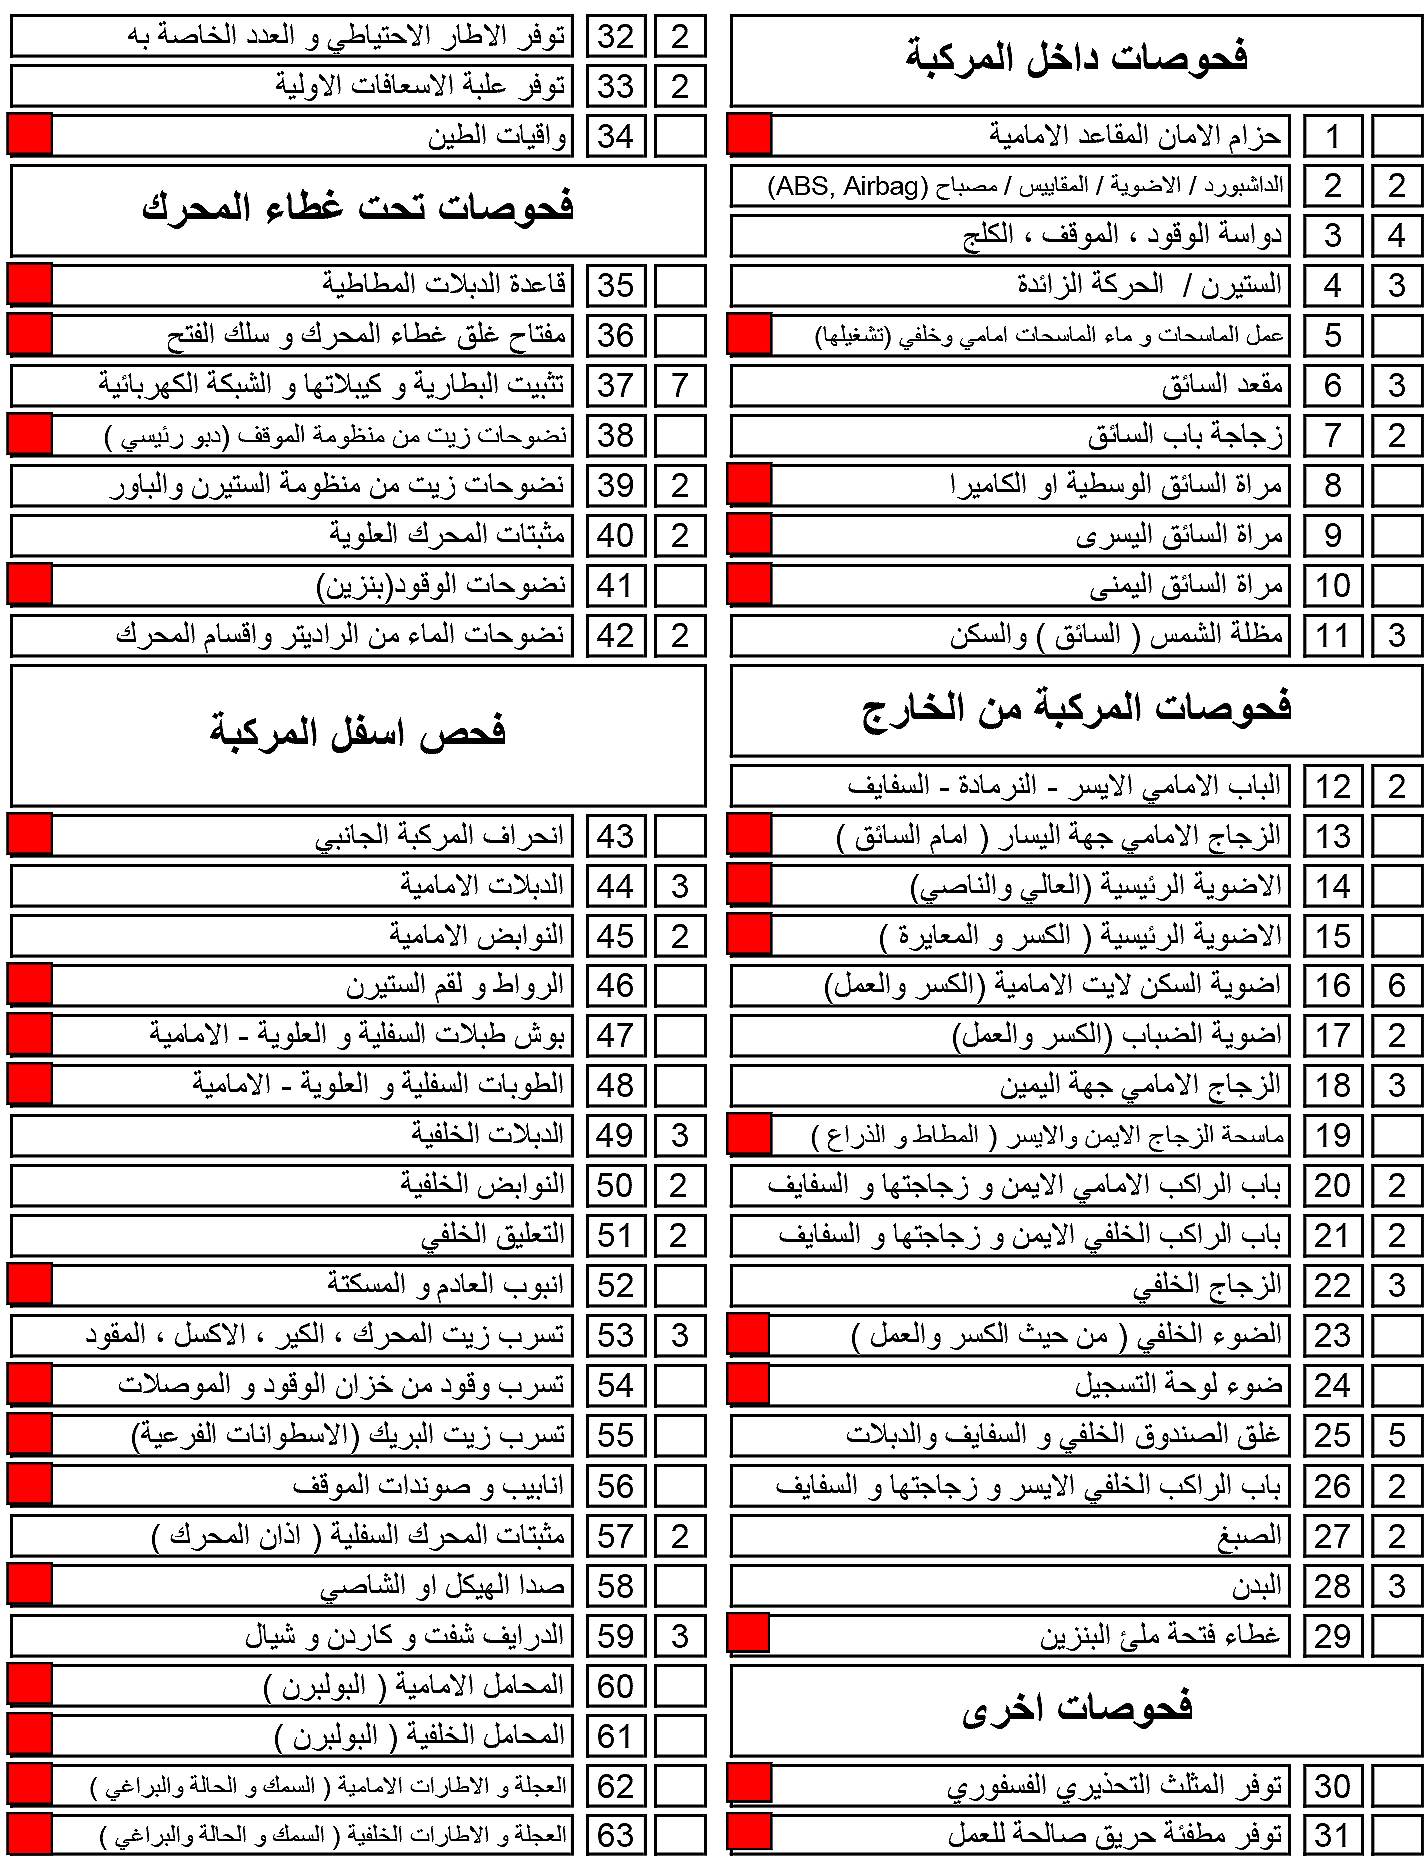 فحوصات داخل المركبة
1 حزام الامان المقاعد الامامية
2 2 الداشبورد / الاضوية / المقاييس / مصباح (ABS, Airbag)
4 3 دواسة الوقود ، الموقف ، الكلج
3 4 الستيرن / الحركة الزائدة
5 عمل الماسحات و ماء الماسحات امامي وخلفي (تشغيلها)
3 6 مقعد السائق
2 7 زجاجة باب السائق
8 مراة السائق الوسطية او الكاميرا
9 مراة السائق اليسرى
10 مراة السائق اليمنى
3 11 مظلة الشمس ( السائق ) والسكن
فحوصات المركبة من الخارج
2 12 الباب الامامي الايسر - النرمادة - السفايف
13 الزجاج الامامي جهة اليسار ( امام السائق )
14 الاضوية الرئيسية (العالي والناصي)
15 الاضوية الرئيسية ( الكسر و المعايرة )
6 16 اضوية السكن لايت الامامية (الكسر والعمل)
2 17 اضوية الضباب (الكسر والعمل)
3 18 الزجاج الامامي جهة اليمين
19 ماسحة الزجاج الايمن والايسر ( المطاط و الذراع )
2 20 باب الراكب الامامي الايمن و زجاجتها و السفايف
2 21 باب الراكب الخلفي الايمن و زجاجتها و السفايف
3 22 الزجاج الخلفي
23 الضوء الخلفي ( من حيث الكسر والعمل )
24 ضوء لوحة التسجيل
5 25 غلق الصندوق الخلفي و السفايف والدبلات
2 26 باب الراكب الخلفي الايسر و زجاجتها و السفايف
2 27 الصبغ
3 28 البدن
29 غطاء فتحة ملئ البنزين
فحوصات اخرى
30 توفر المثلث التحذيري الفسفوري
31 توفر مطفئة حريق صالحة للعمل
2 32 توفر الاطار الاحتياطي و العدد الخاصة به
2 33 توفر علبة الاسعافات الاولية
34 واقيات الطين
فحوصات تحت غطاء المحرك
35 قاعدة الدبلات المطاطية
36 مفتاح غلق غطاء المحرك و سلك الفتح
7 37 تثبيت البطارية و كيبلاتها و الشبكة الكهربائية
38 نضوحات زيت من منظومة الموقف (دبو رئيسي )
2 39 نضوحات زيت من منظومة الستيرن والباور
2 40 مثبتات المحرك العلوية
41 نضوحات الوقود(بنزين)
2 42 نضوحات الماء من الراديتر واقسام المحرك
فحص اسفل المركبة
43 انحراف المركبة الجانبي
3 44 الدبلات الامامية
2 45 النوابض الامامية
46 الرواط و لقم الستيرن
47 بوش طبلات السفلية و العلوية - الامامية
48 الطوبات السفلية و العلوية - الامامية
3 49 الدبلات الخلفية
2 50 النوابض الخلفية
2 51 التعليق الخلفي
52 انبوب العادم و المسكتة
3 53 تسرب زيت المحرك ، الكير ، الاكسل ، المقود
54 تسرب وقود من خزان الوقود و الموصلات
55 تسرب زيت البريك (الاسطوانات الفرعية)
56 انابيب و صوندات الموقف
2 57 مثبتات المحرك السفلية ( اذان المحرك )
58 صدا الهيكل او الشاصي
3 59 الدرايف شفت و كاردن و شيال
60 المحامل الامامية ( البولبرن )
61 المحامل الخلفية ( البولبرن )
62 العجلة و الاطارات الامامية ( السمك و الحالة والبراغي )
63 العجلة و الاطارات الخلفية ( السمك و الحالة والبراغي )